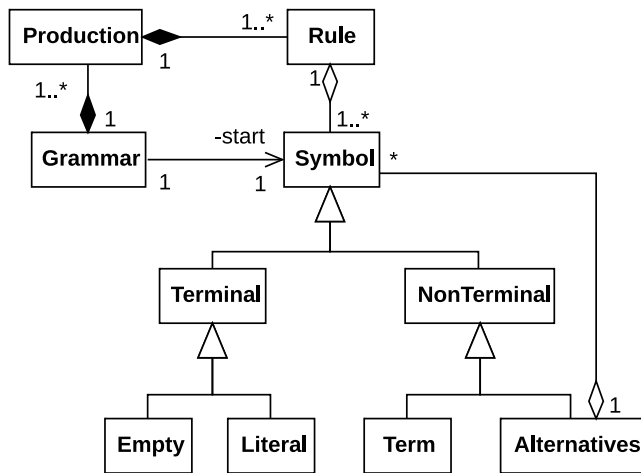 Production
1..*
Rule
1
1
1..*
1
1..*
Grammar
-start
Symbol
*
1
1
Terminal
NonTerminal
1
Empty
Literal
Term
Alternatives